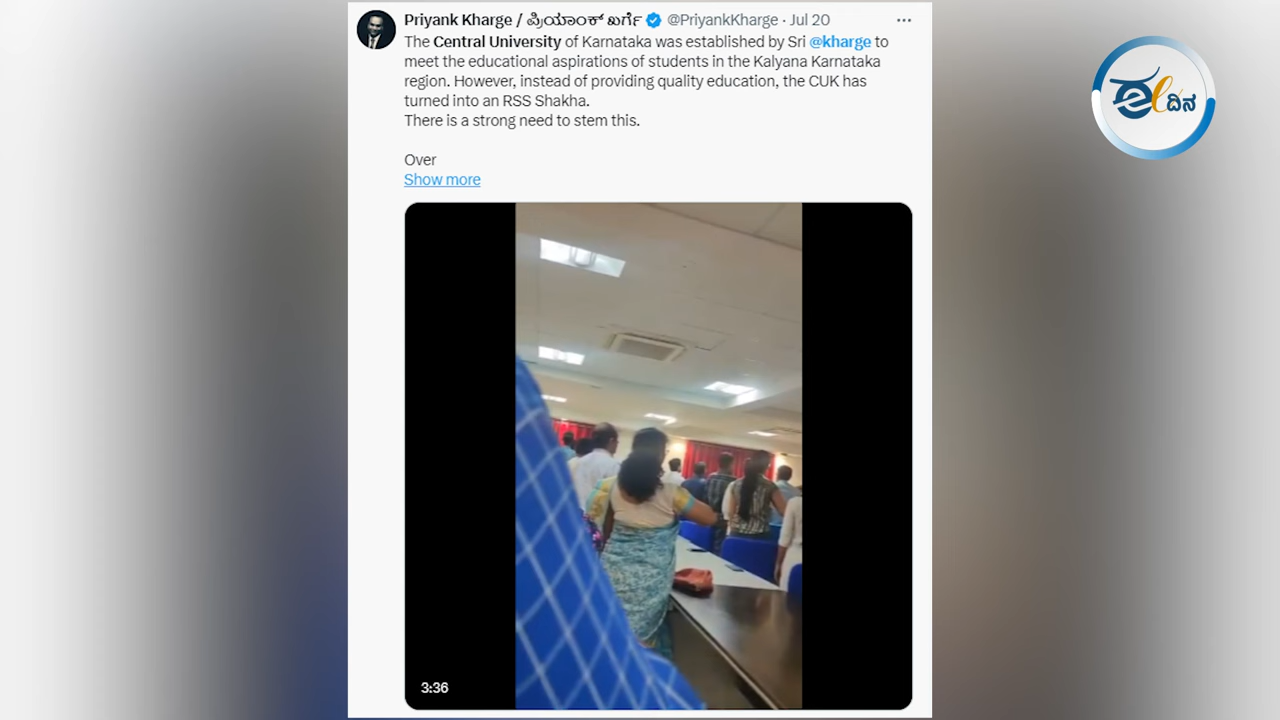 Priyank Kharge / ಪ್ರಿಯಾಂಕ್ ಖರ್ಗೆ @PriyankKharge · Jul 20
The Central University of Karnataka was established by Sri @kharge to
meet the educational aspirations of students in the Kalyana Karnataka
region. However, instead of providing quality education, the CUK has
turned into an RSS Shakha.
There is a strong need to stem this.
Over
Show more
3:36
ಈದಿನ